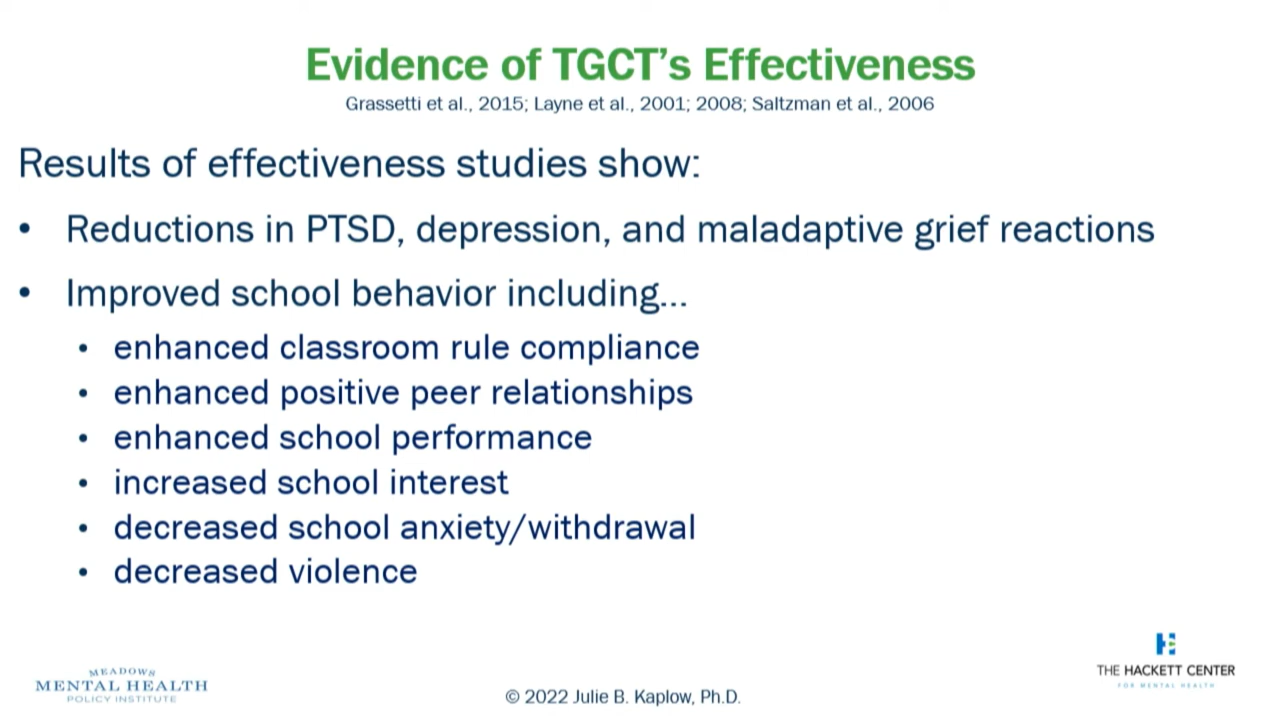 Evidence of TGCT's Effectiveness
Grassetti et al., 2015; Layne et al., 2001; 2008; Saltzman et al., 2006
Results of effectiveness studies show:
• Reductions in PTSD, depression, and maladaptive grief reactions
• Improved school behavior including...
• enhanced classroom rule compliance
• enhanced positive peer relationships
• enhanced school performance
• increased school interest
• decreased school anxiety/withdrawal
• decreased violence
MEADOWS
MENTAL HEALTH
POLICY INSTITUTE
© 2022 Julie B. Kaplow, Ph.D.
THE HACKETT CENTER
FOR MENTAL HEALTH